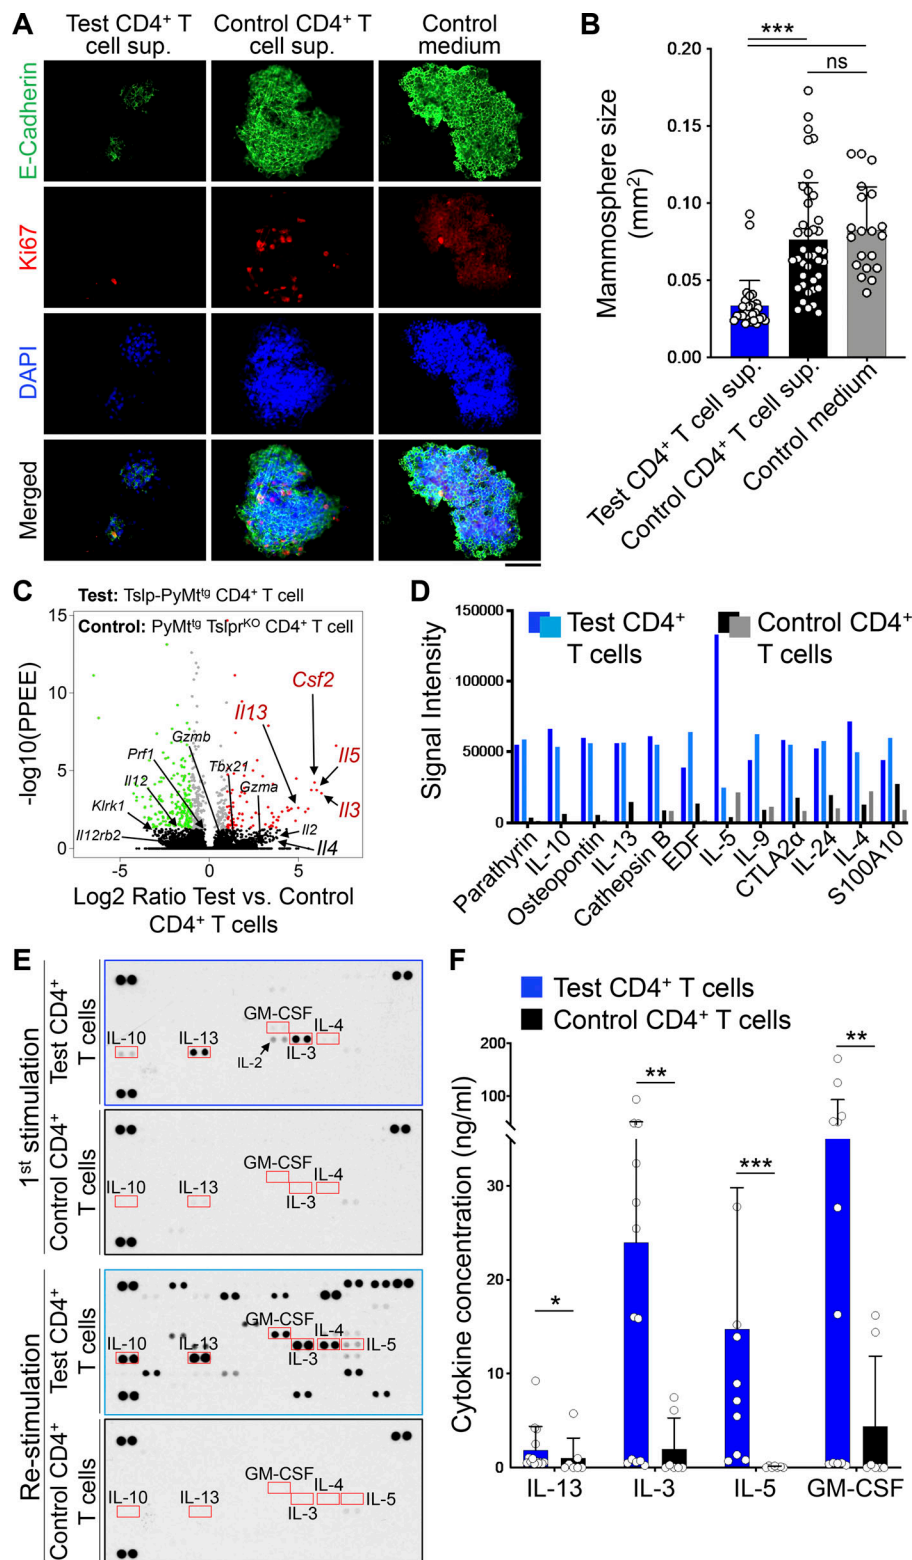 A
Test CD4+ T
cell sup.
Control CD4+ T
cell sup.
Control
medium
E-Cadherin
Ki67
DAPI
Merged
B
Mammosphere size
(mm2)
0.20
0.15
0.10
0.05
0.00
***
ns
Test CD4+ T cell sup.
Control CD4+ T cell sup.
Control medium
C
Test: Tslp-PyMttg CD4+ T cell
Control: PyMttg TslprKO CD4+ T cell
-log10(PPEE)
15
10
5
0
Csf2
Il13
Il5
Il3
Gzmb
Prf1
Tbx21
Il12
Gzma
Klrk1
Il12rb2
Il2
Il4
-5
0
5
Log2 Ratio Test vs. Control
CD4+ T cells
D
Signal Intensity
150000
100000
50000
0
Test CD4+
T cells
Control CD4+
T cells
Parathyrin
IL-10
Osteopontin
IL-13
Cathepsin B
EDF
IL-5
IL-9
CTLA2α
IL-24
IL-4
S100A10
E
1st stimulation
Test CD4+
T cells
IL-10
IL-13
GM-CSF
IL-4
IL-2
IL-3
Control CD4+
T cells
IL-10
IL-13
GM-CSF
IL-4
IL-3
Re-stimulation
Test CD4+
T cells
IL-10
IL-13
GM-CSF
IL-4
IL-5
IL-3
Control CD4+
T cells
IL-10
IL-13
GM-CSF
IL-4
IL-5
IL-3
F
Test CD4+ T cells
Control CD4+ T cells
Cytokine concentration (ng/ml)
200
100
30
20
10
0
*
**
***
**
IL-13
IL-3
IL-5
GM-CSF